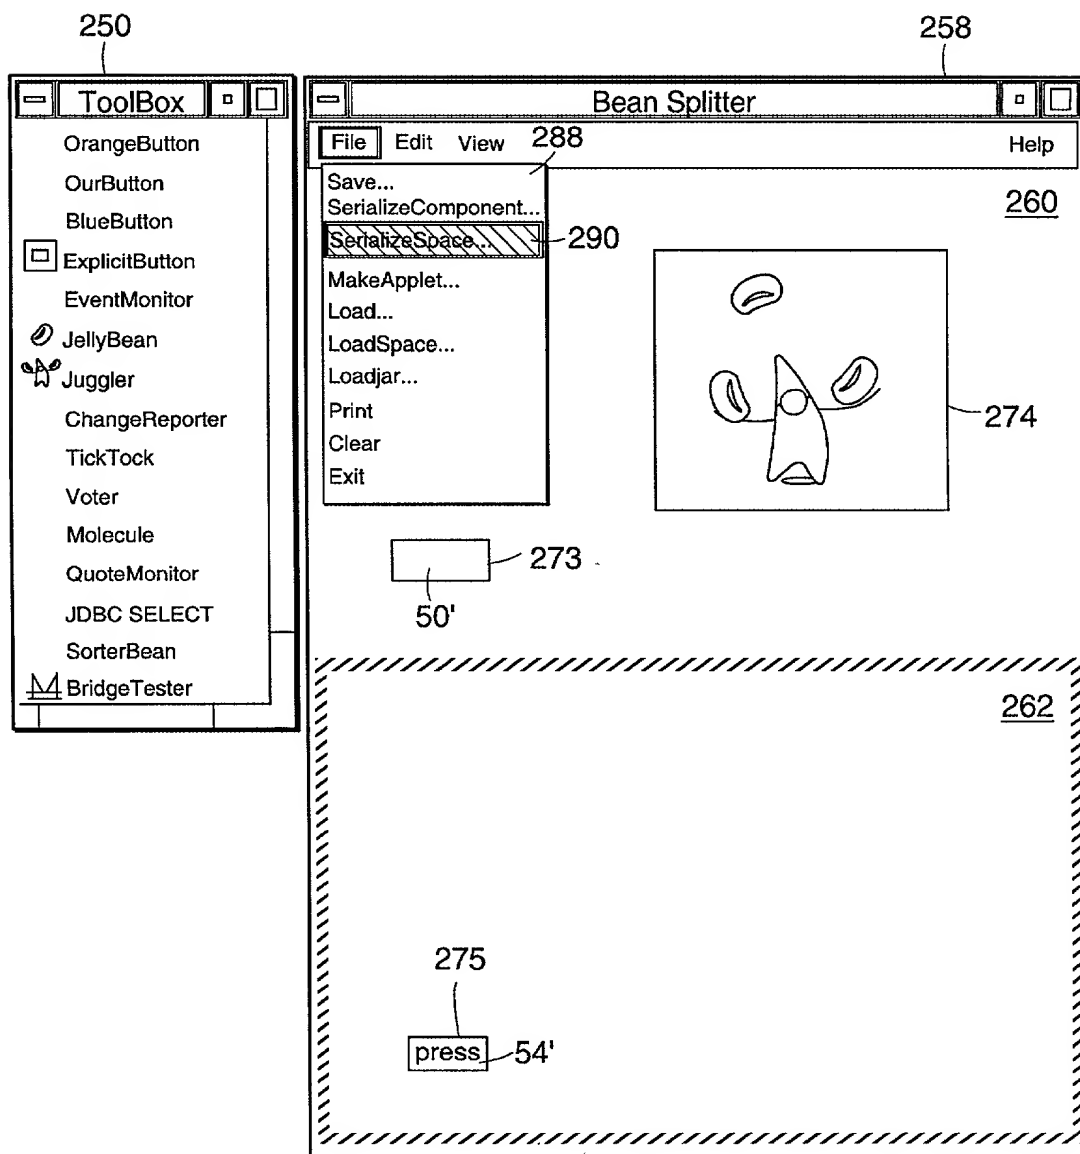 250
258
ToolBox
OrangeButton
OurButton
BlueButton
ExplicitButton
EventMonitor
JellyBean
Juggler
ChangeReporter
TickTock
Voter
Molecule
QuoteMonitor
JDBC SELECT
SorterBean
BridgeTester
Bean Splitter
File Edit View Help
288
Save...
SerializeComponent...
SerializeSpace...
290
MakeApplet...
Load...
LoadSpace...
Loadjar...
Print
Clear
Exit
260
274
273
50'
262
275
press
54'